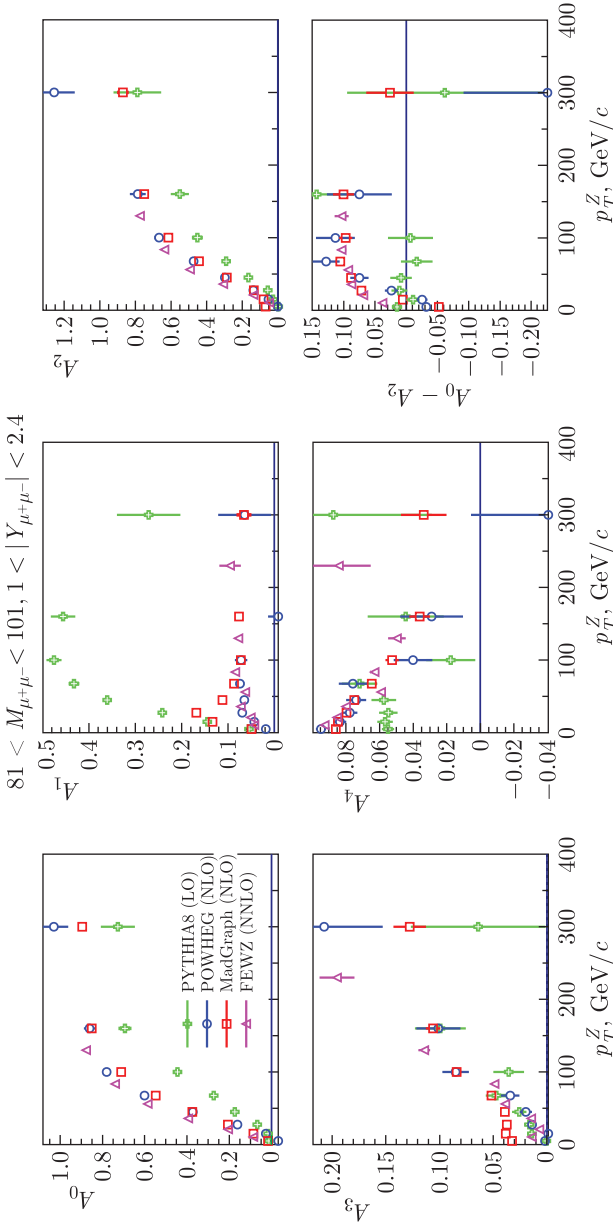 81 < M_{μ+μ−} < 101, 1 < |Y_{μ+μ−}| < 2.4
A_0
1.0
0.8
0.6
0.4
0.2
0
PYTHIA8 (LO)
POWHEG (NLO)
MadGraph (NLO)
FEWZ (NNLO)
A_1
0.5
0.4
0.3
0.2
0.1
0
A_2
1.2
1.0
0.8
0.6
0.4
0.2
0
A_3
0.20
0.15
0.10
0.05
0
0 100 200 300 400
p_T^Z, GeV/c
A_4
0.08
0.06
0.04
0.02
0
−0.02
−0.04
0 100 200 300 400
p_T^Z, GeV/c
A_0 − A_2
0.15
0.10
0.05
0
−0.05
−0.10
−0.15
−0.20
0 100 200 300 400
p_T^Z, GeV/c